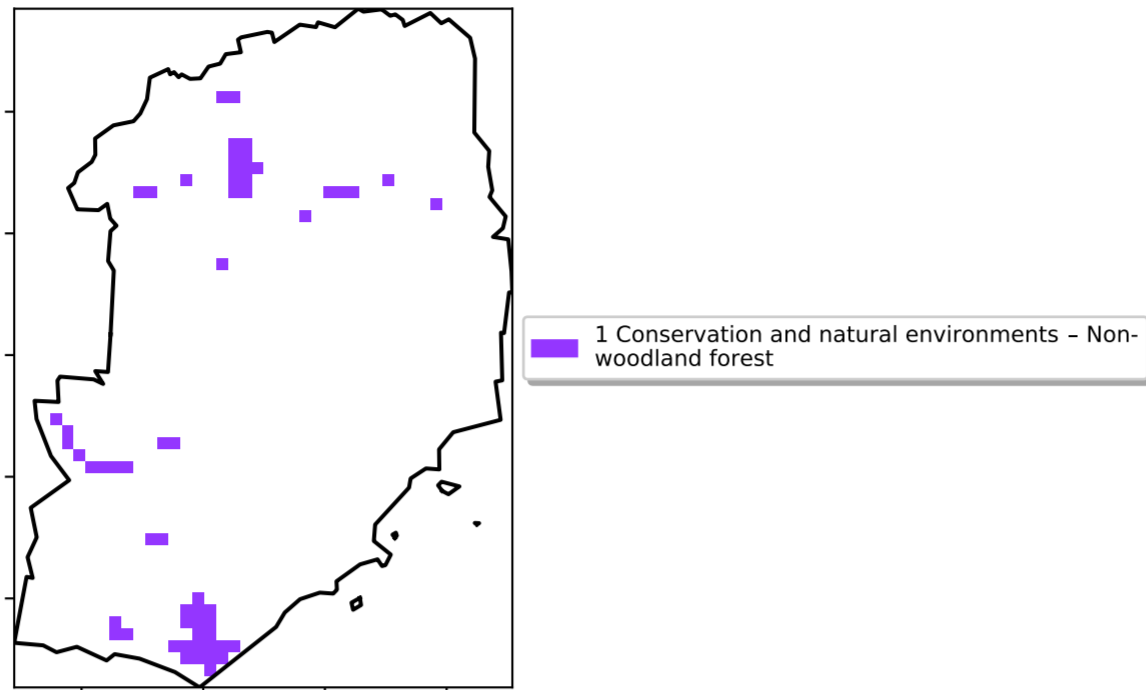 1 Conservation and natural environments – Non-
woodland forest